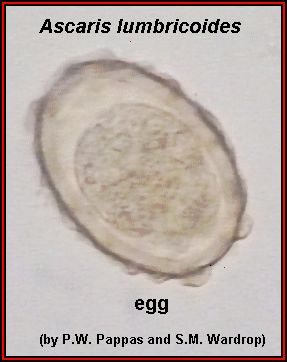 Ascaris lumbricoides
egg
(by P.W. Pappas and S.M. Wardrop)